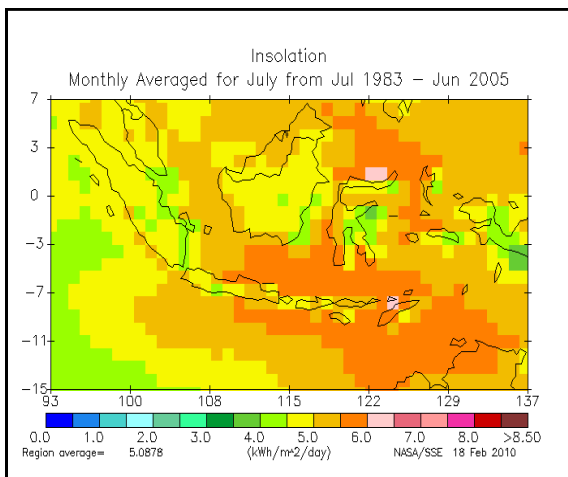 Insolation
Monthly Averaged for July from Jul 1983 - Jun 2005
7
3
0
-3
-7
-11
-15
93 100 108 115 122 129 137
0.0 1.0 2.0 3.0 4.0 5.0 6.0 7.0 8.0 >8.50
Region average= 5.0878 (kWh/m^2/day) NASA/SSE 18 Feb 2010